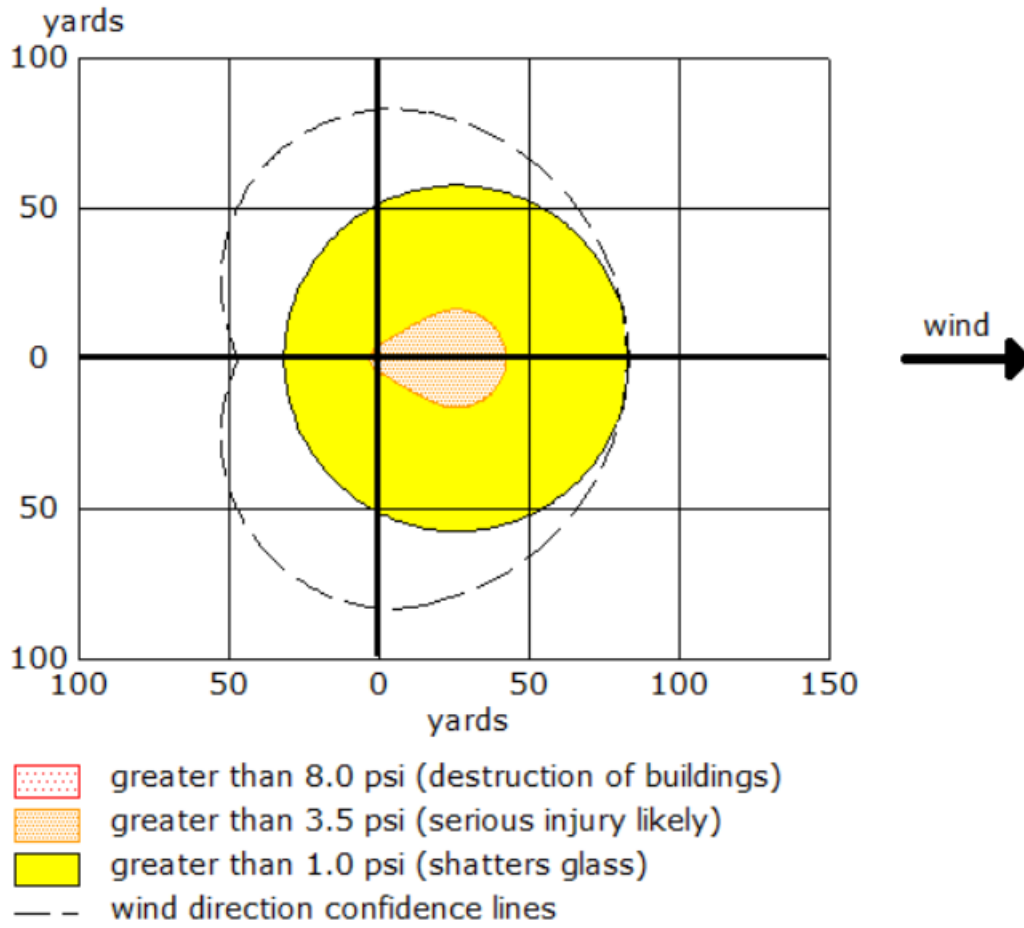 yards
100
50
0
50
100
100 50 0 50 100 150
yards
wind
greater than 8.0 psi (destruction of buildings)
greater than 3.5 psi (serious injury likely)
greater than 1.0 psi (shatters glass)
wind direction confidence lines